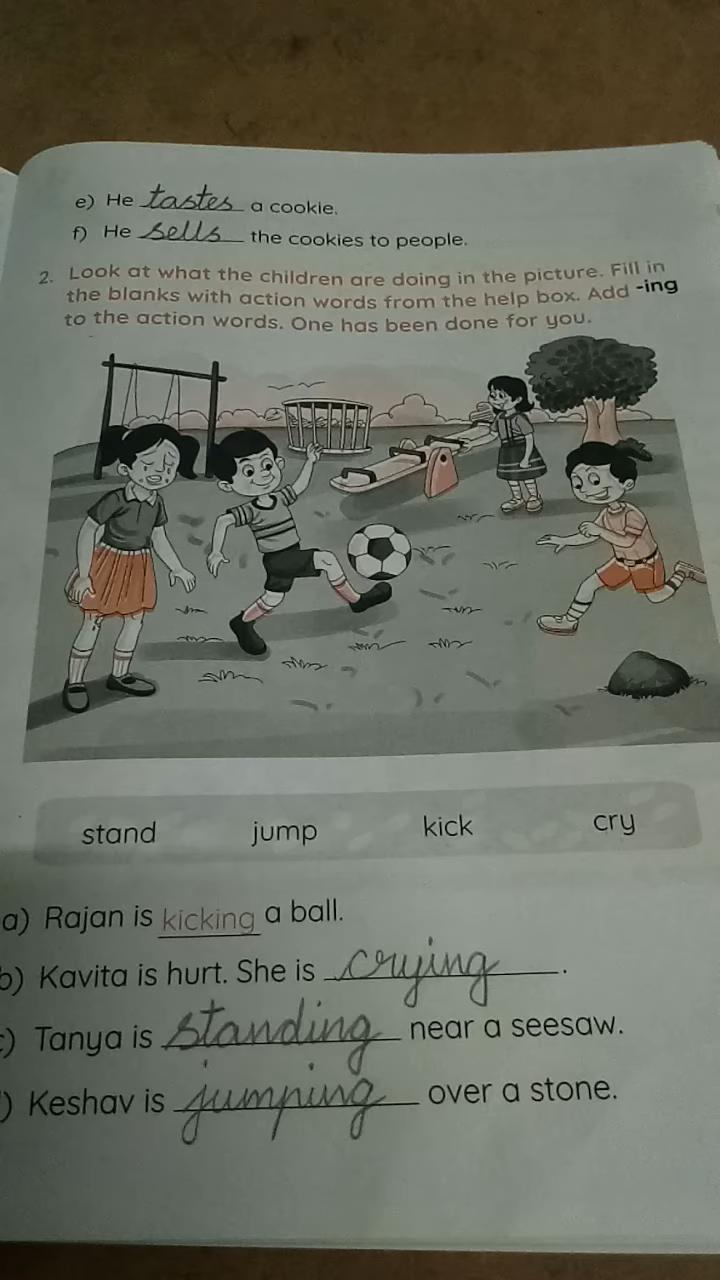 e) He tastes a cookie.
f) He sells the cookies to people.
2. Look at what the children are doing in the picture. Fill in
the blanks with action words from the help box. Add -ing
to the action words. One has been done for you.
stand jump kick cry
a) Rajan is kicking a ball.
b) Kavita is hurt. She is crying.
c) Tanya is standing near a seesaw.
) Keshav is jumping over a stone.